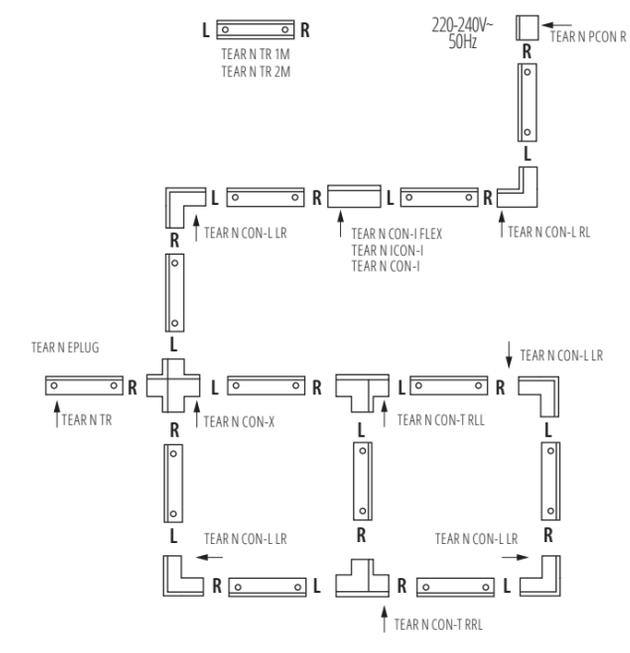 L R
TEAR N TR 1M
TEAR N TR 2M
220-240V~
50Hz
TEAR N PCON R
R
L
L R L R
R
TEAR N CON-L LR
TEAR N CON-I FLEX
TEAR N ICON-I
TEAR N CON-I
TEAR N CON-L RL
L
TEAR N EPLUG
TEAR N CON-L LR
R L R L R
TEAR N TR
TEAR N CON-X
TEAR N CON-T RLL
R L L
L R R
TEAR N CON-L LR
TEAR N CON-L LR
R L R L
TEAR N CON-T RRL